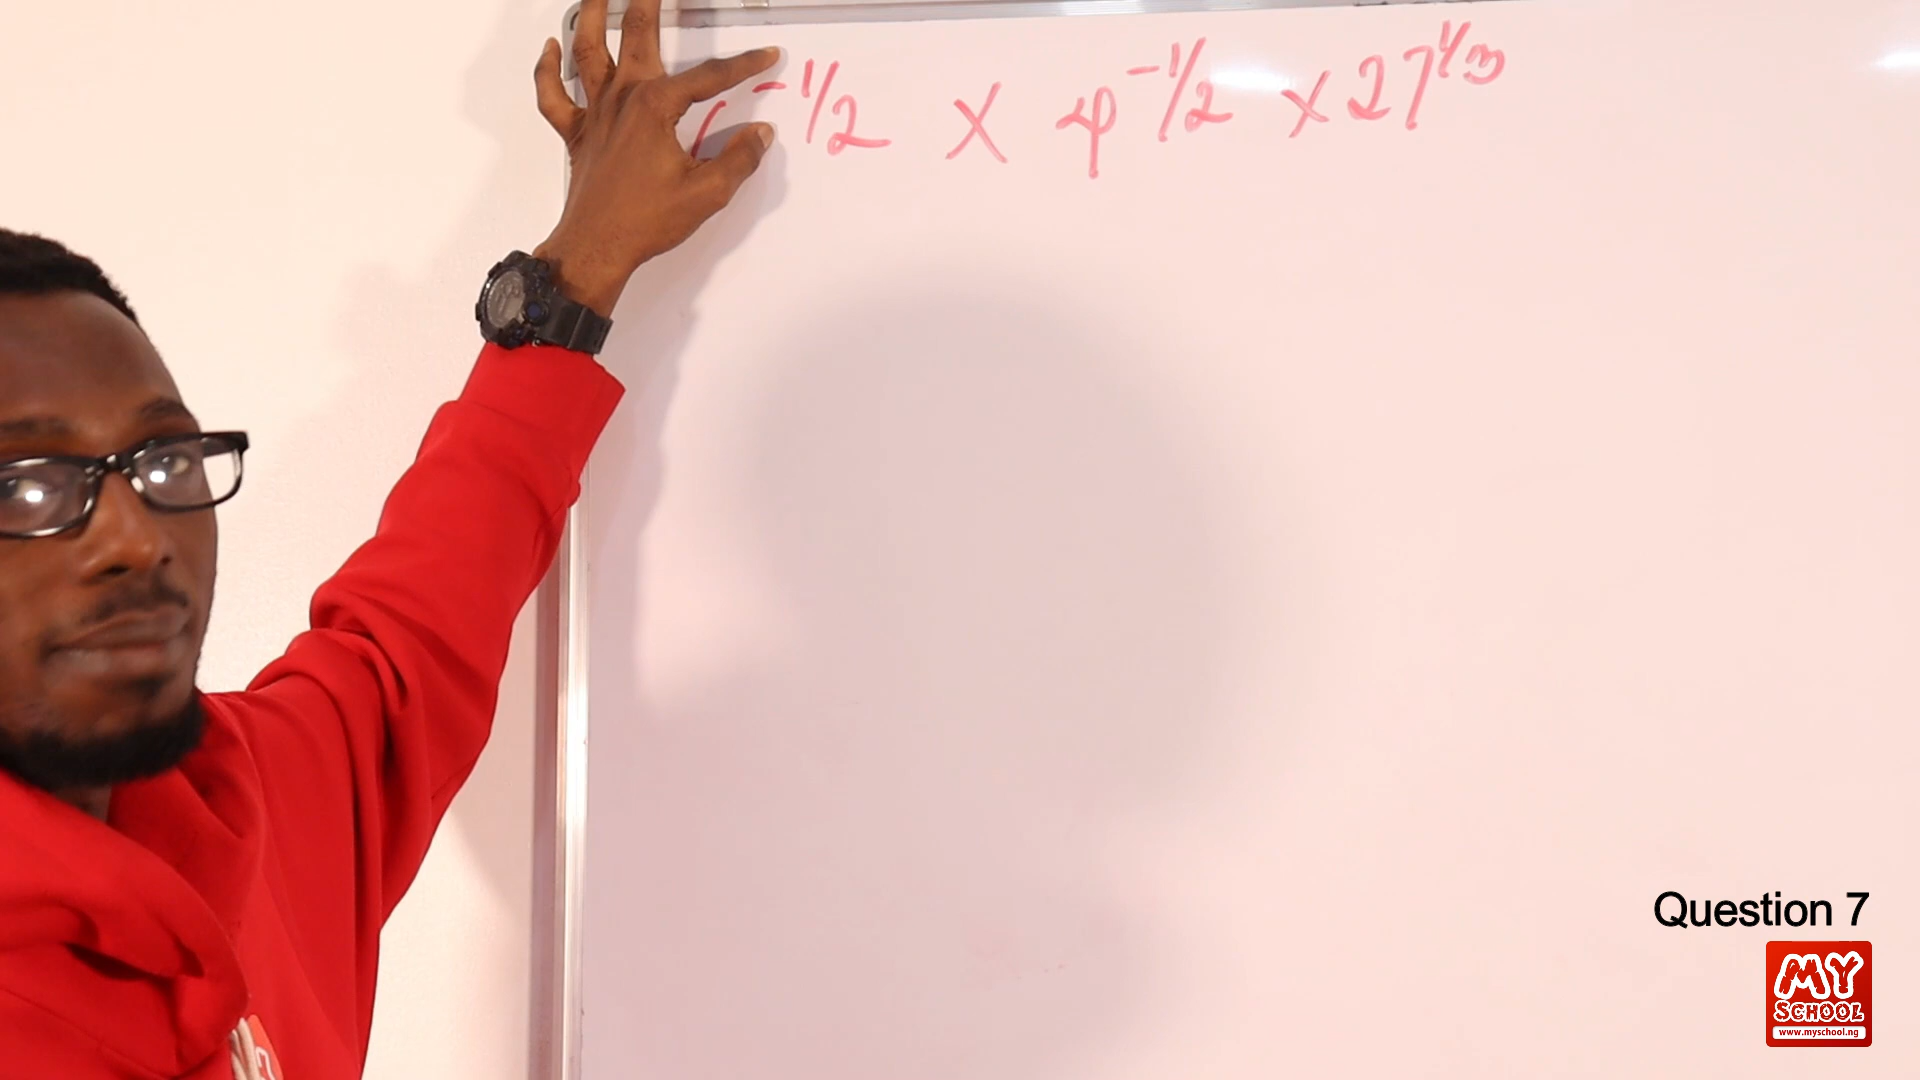 -1/2 X 4^-1/2 x 27^1/3
Question 7
MY
SCHOOL
www.myschool.ng